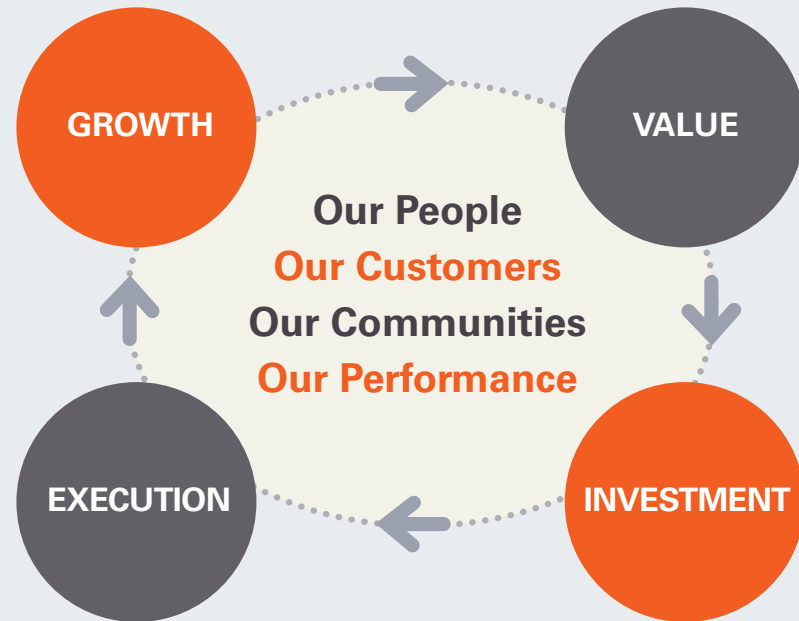 GROWTH
VALUE
Our People
Our Customers
Our Communities
Our Performance
EXECUTION
INVESTMENT